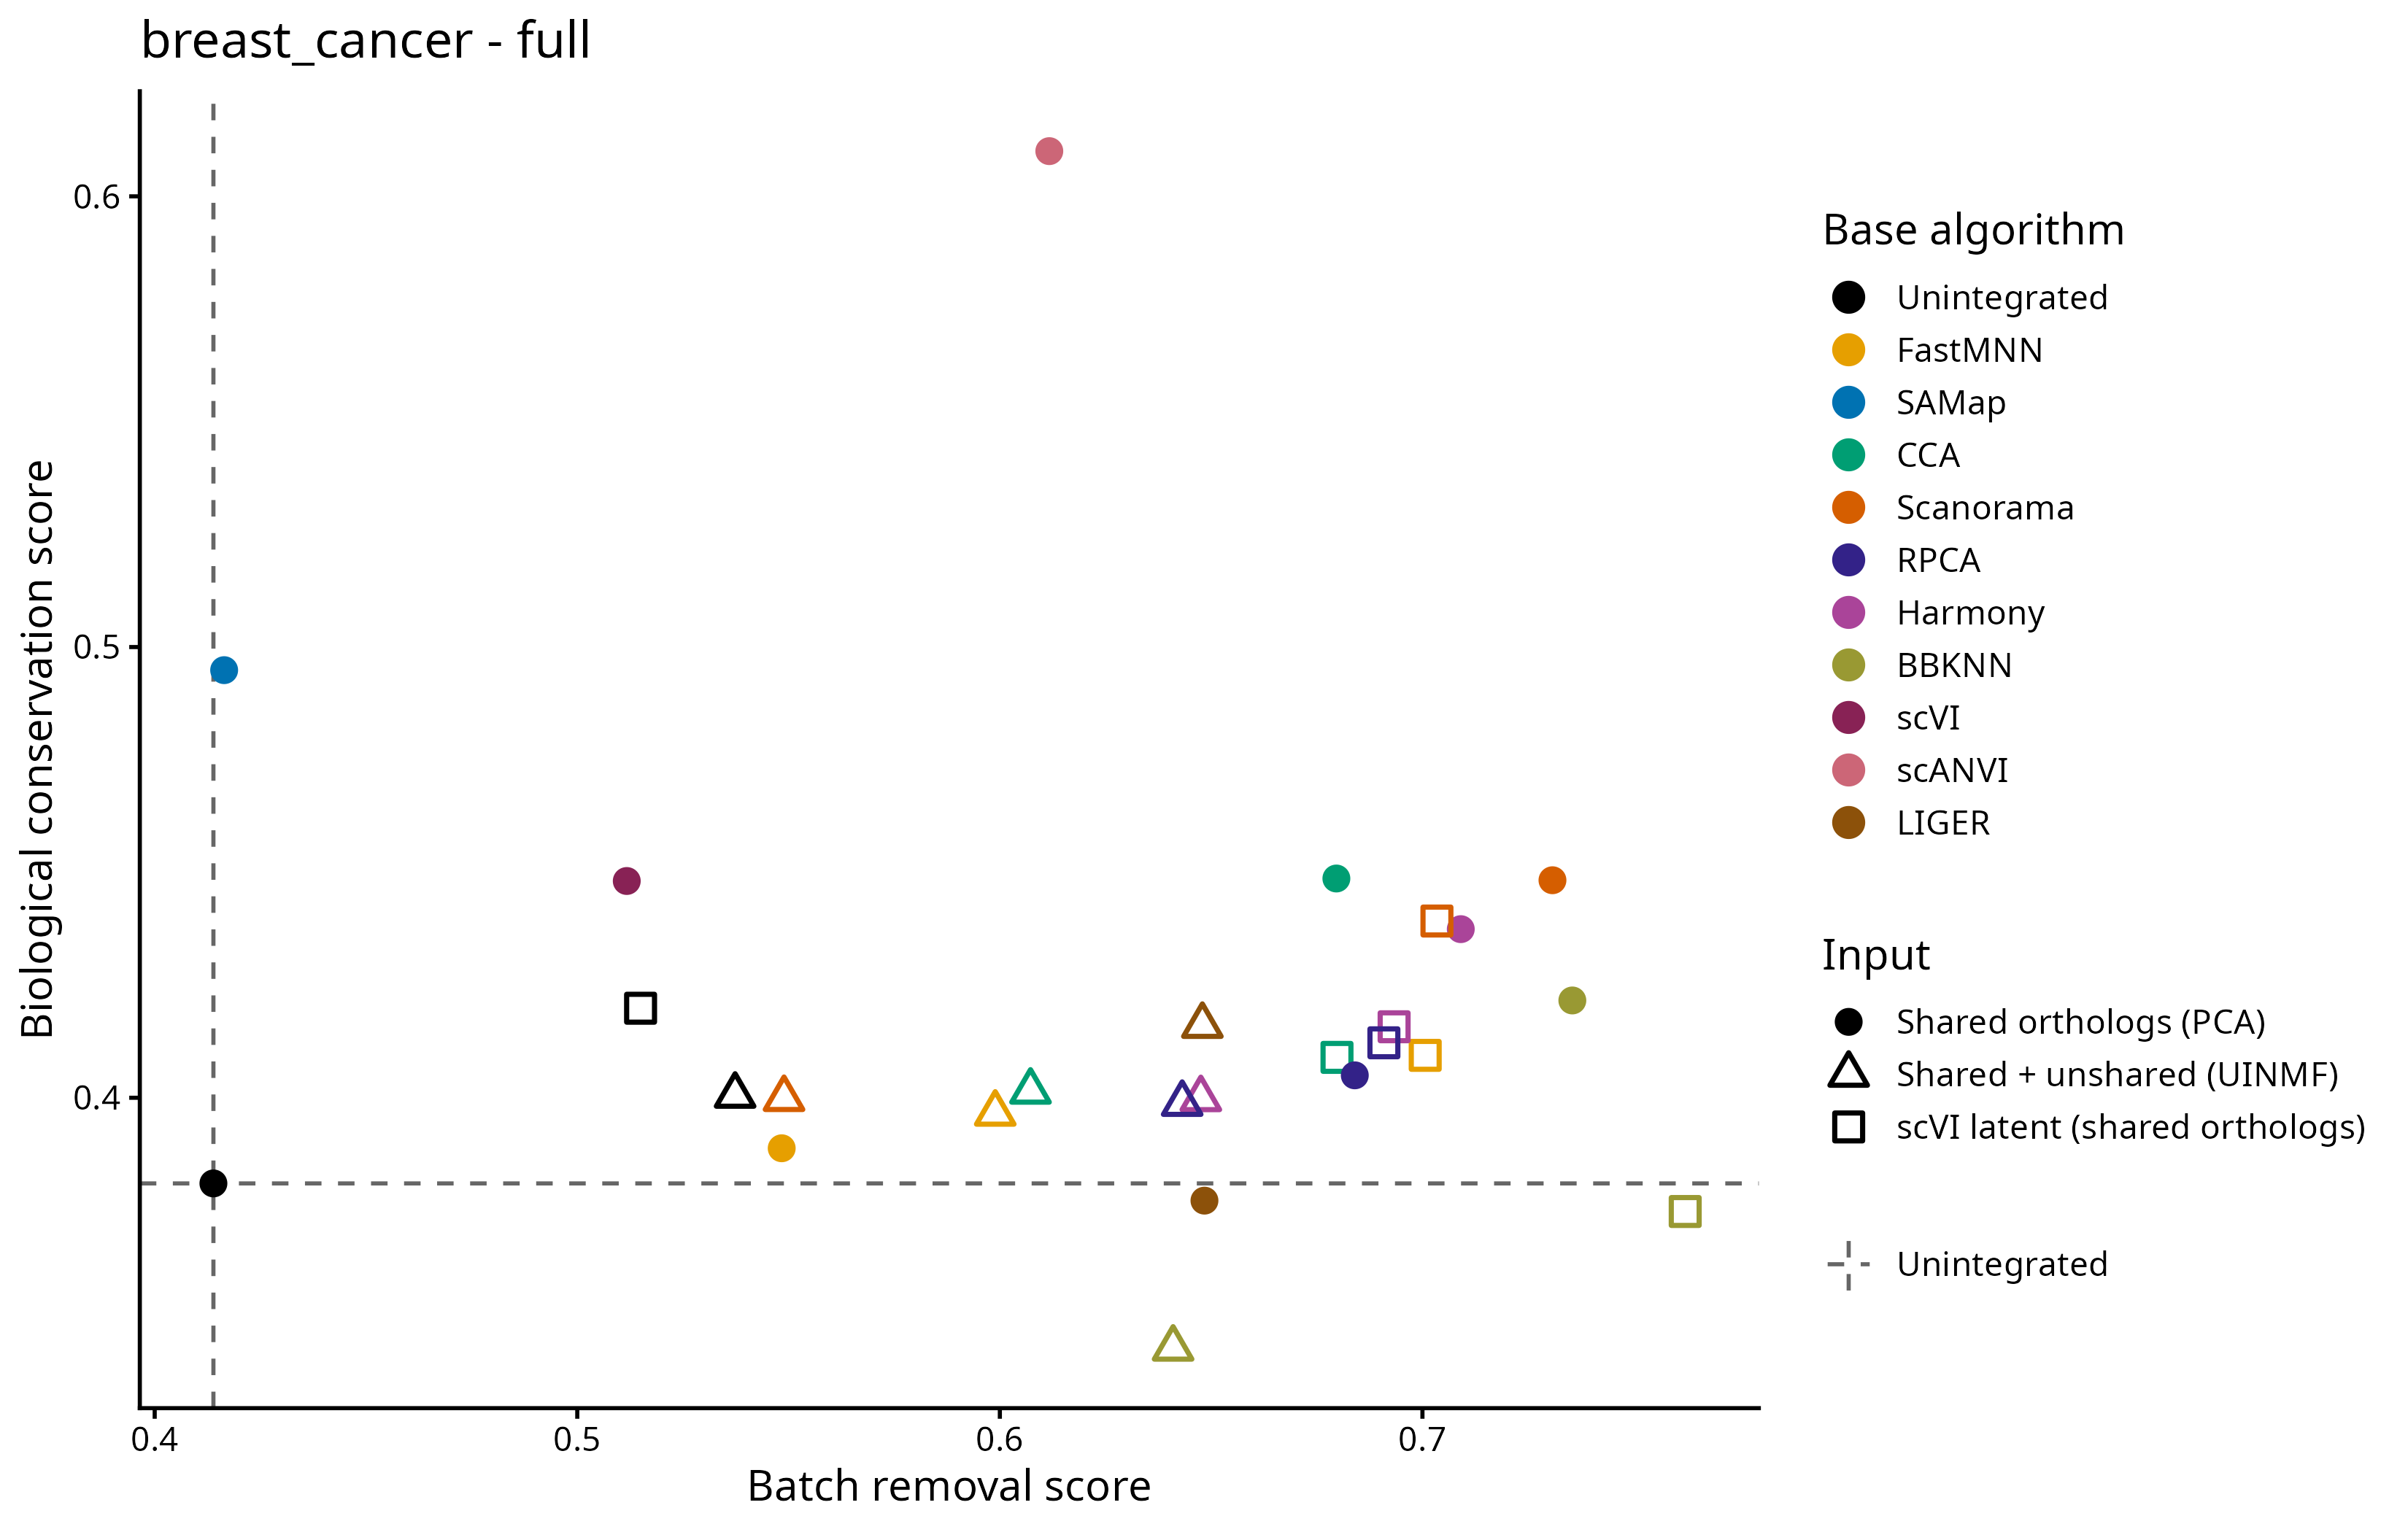 breast_cancer - full
Biological conservation score
0.6
0.5
0.4
0.4
0.5
0.6
0.7
Batch removal score
Base algorithm
Unintegrated
FastMNN
SAMap
CCA
Scanorama
RPCA
Harmony
BBKNN
scVI
scANVI
LIGER
Input
Shared orthologs (PCA)
Shared + unshared (UINMF)
scVI latent (shared orthologs)
Unintegrated